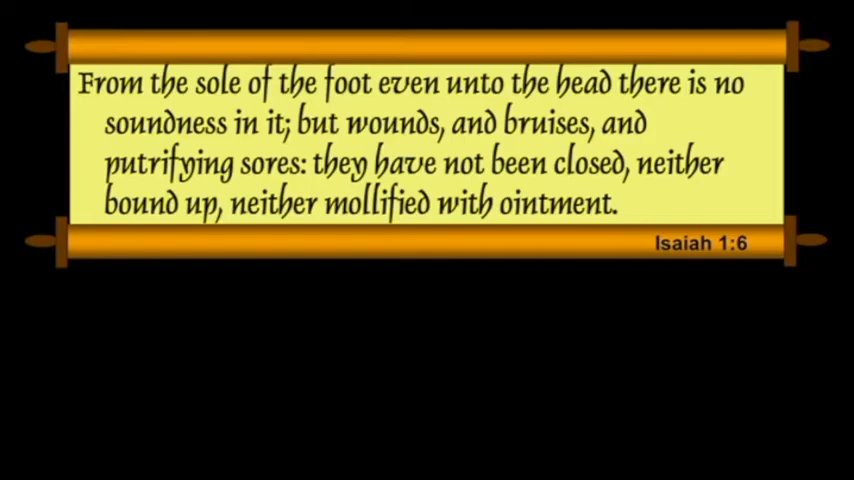 From the sole of the foot even unto the head there is no
soundness in it; but wounds, and bruises, and
putrifying sores: they have not been closed, neither
bound up, neither mollified with ointment.
Isaiah 1:6